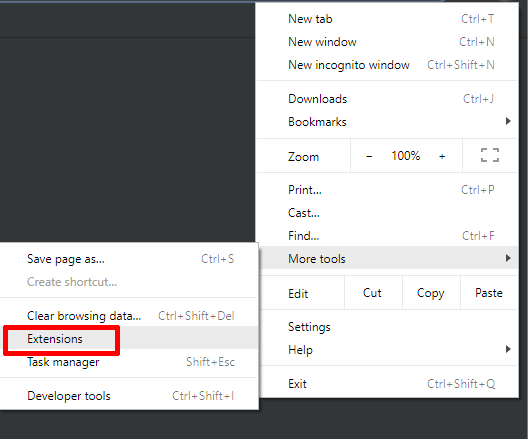 New tab Ctrl+T
New window Ctrl+N
New incognito window Ctrl+Shift+N
Downloads Ctrl+J
Bookmarks
Zoom − 100% +
Print... Ctrl+P
Cast...
Find... Ctrl+F
More tools
Edit Cut Copy Paste
Settings
Help
Exit Ctrl+Shift+Q
Save page as... Ctrl+S
Create shortcut...
Clear browsing data... Ctrl+Shift+Del
Extensions
Task manager Shift+Esc
Developer tools Ctrl+Shift+I